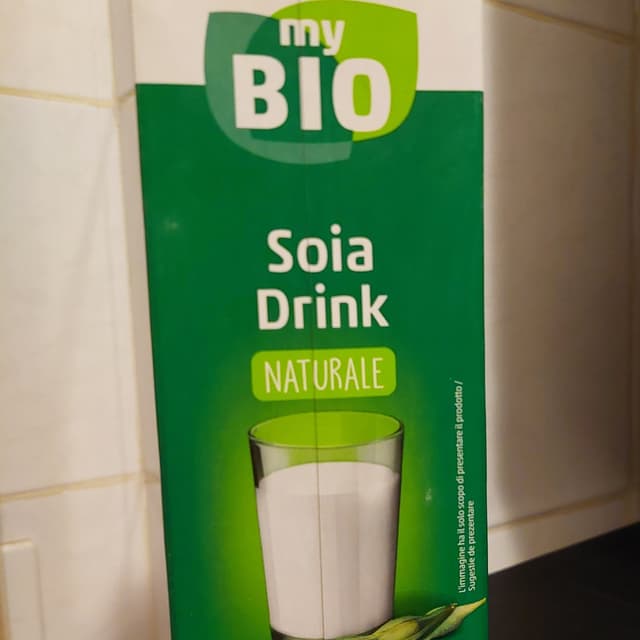 my
BIO
Soia
Drink
NATURALE
L'immagine ha il solo scopo di presentare il prodotto /
Sugestie de prezentare